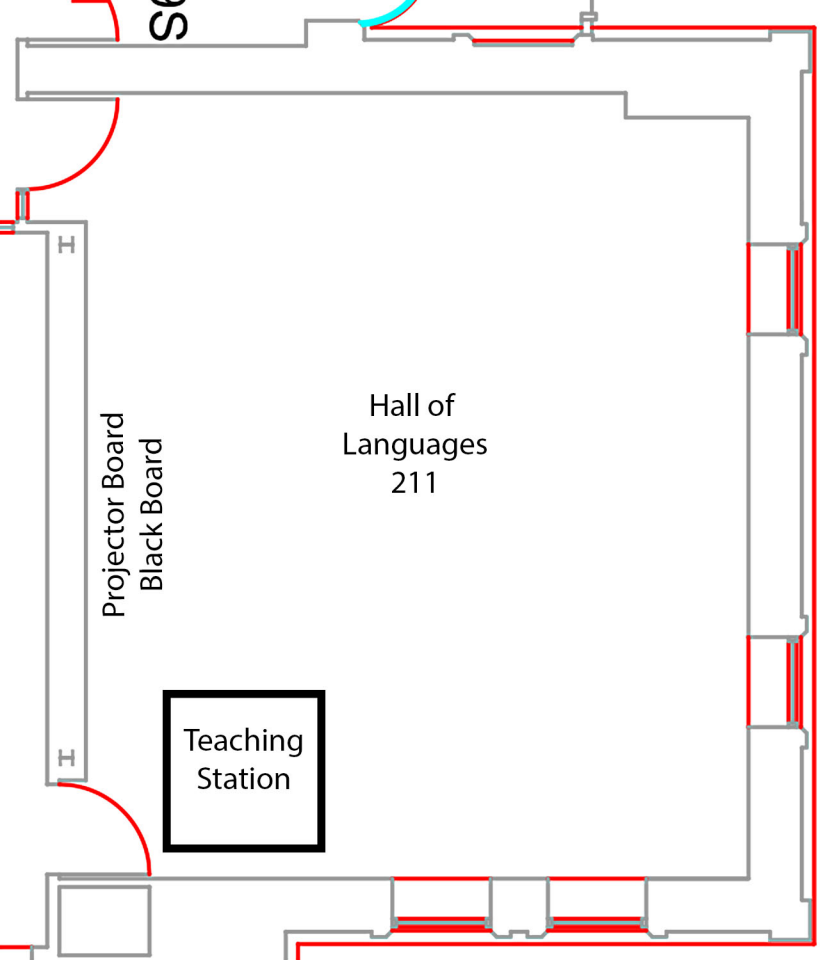 Hall of
Languages
211
Projector Board
Black Board
Teaching
Station